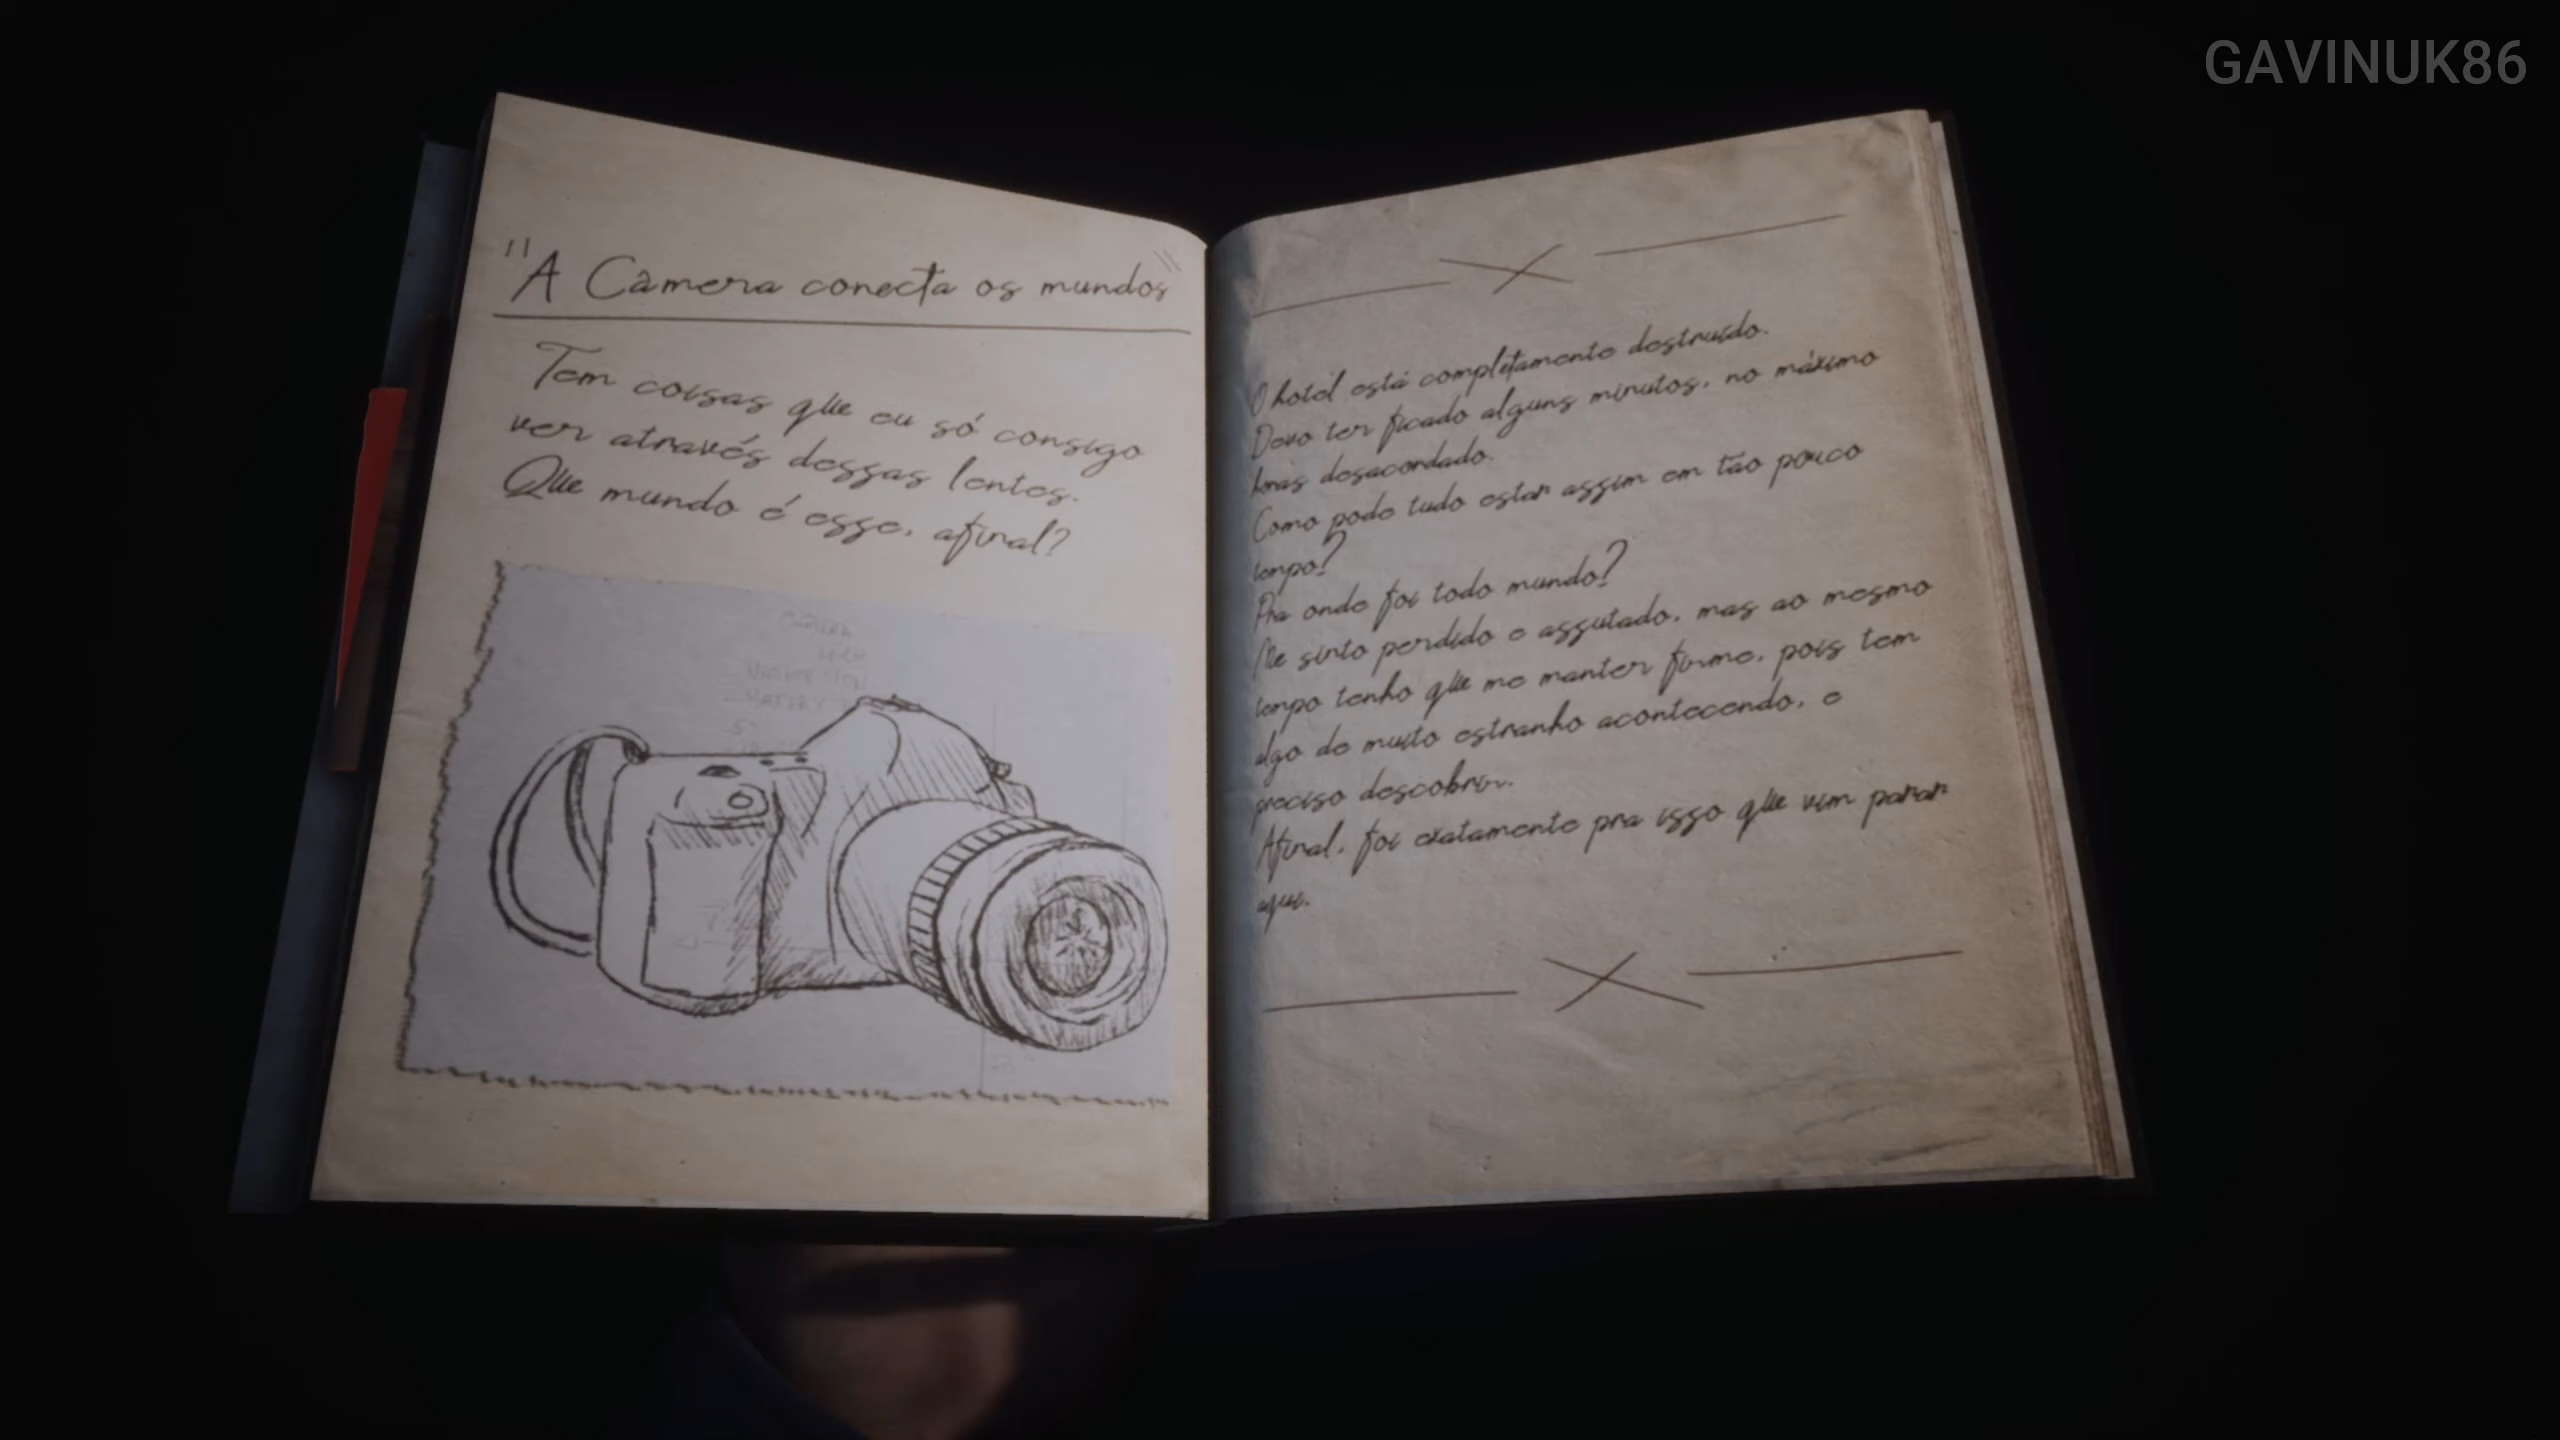 GAVINUK86
"A Câmera conecta os mundos"
Tem coisas que eu só consigo
ver através dessas lentes.
Que mundo é esse, afinal?
O hotel está completamente destruído.
Devo ter ficado alguns minutos, no máximo
horas desacordado.
Como pode tudo estar assim em tão pouco
tempo?
Pra onde foi todo mundo?
Me sinto perdido e assutado, mas ao mesmo
tempo tenho que me manter firme, pois tem
algo de muito estranho acontecendo, e
preciso descobrir.
Afinal, foi exatamente pra isso que vim parar
aqui.